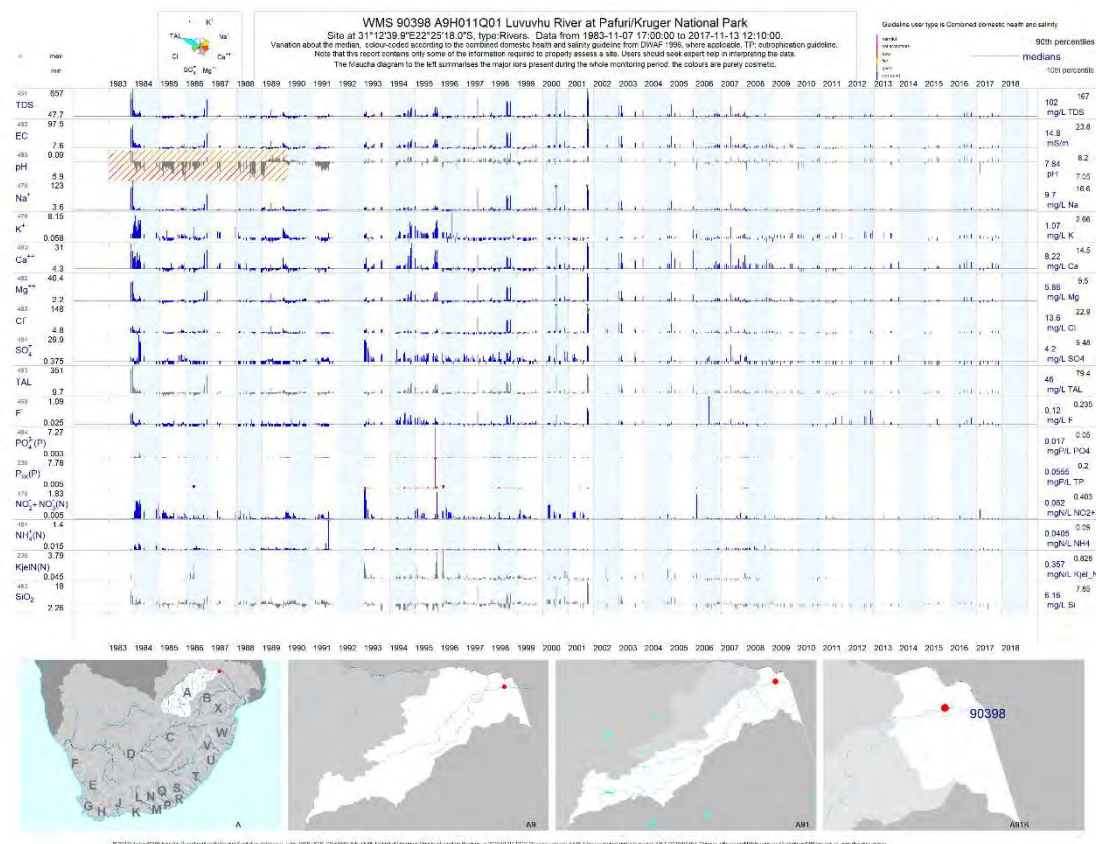 WMS 90398 A9H011Q01 Luvuvhu River at Pafuri/Kruger National Park
Site at 31°12'39.9"E22°25'18.0"S, type:Rivers. Data from 1983-11-07 17:00:00 to 2017-11-13 12:10:00.
Variation about the median, colour-coded according to the combined domestic health and salinity guideline from DWAF 1996, where applicable. TP: eutrophication guideline.
Note that this report contains only some of the information required to properly assess a site. Users should seek expert help in interpreting the data.
The Maucha diagram to the left summarises the major ions present during the whole monitoring period: the colours are purely cosmetic.
K⁺
TAL Na⁺
Cl⁻ Ca⁺⁺
SO₄⁼ Mg⁺⁺
Guideline user type is Combined domestic health and salinity
harmful
poor
fair
good
90th percentiles
medians
10th percentile
n max
min
1983 1984 1985 1986 1987 1988 1989 1990 1991 1992 1993 1994 1995 1996 1997 1998 1999 2000 2001 2002 2003 2004 2005 2006 2007 2008 2009 2010 2011 2012 2013 2014 2015 2016 2017 2018
451 657
TDS
47.7
102 167
mg/L TDS
97.5
EC
7.6
14.8 23.8
mS/m
9.09
pH
5.9
7.84 8.2
pH 7.05
123
Na⁺
3.6
9.7 16.6
mg/L Na
8.15
K⁺
0.058
1.07 2.66
mg/L K
31
Ca⁺⁺
4.3
8.22 14.5
mg/L Ca
40.4
Mg⁺⁺
2.2
5.88 9.5
mg/L Mg
148
Cl⁻
4.8
13.6 22.9
mg/L Cl
29.9
SO₄⁼
0.375
4.2 9.48
mg/L SO4
351
TAL
9.7
46 79.4
mg/L TAL
1.09
F⁻
0.025
0.12 0.235
mg/L F
7.27
PO₄³⁻(P)
0.003
0.017 0.05
mgP/L PO4
7.78
Ptot(P)
0.005
0.0555 0.2
mgP/L TP
1.83
NO₂⁻+NO₃⁻(N)
0.005
0.062 0.403
mgN/L NO2+
1.4
NH₄⁺(N)
0.015
0.0405 0.09
mgN/L NH4
3.79
KjelN(N)
0.045
0.357 0.828
mgN/L Kjel_N
18
SiO₂
2.26
6.16 7.85
mg/L Si
1983 1984 1985 1986 1987 1988 1989 1990 1991 1992 1993 1994 1995 1996 1997 1998 1999 2000 2001 2002 2003 2004 2005 2006 2007 2008 2009 2010 2011 2012 2013 2014 2015 2016 2017 2018
A B X
C W
D V
F U
E T
L N Q S
G H J K M P R
A
A9
A91
90398
A91K